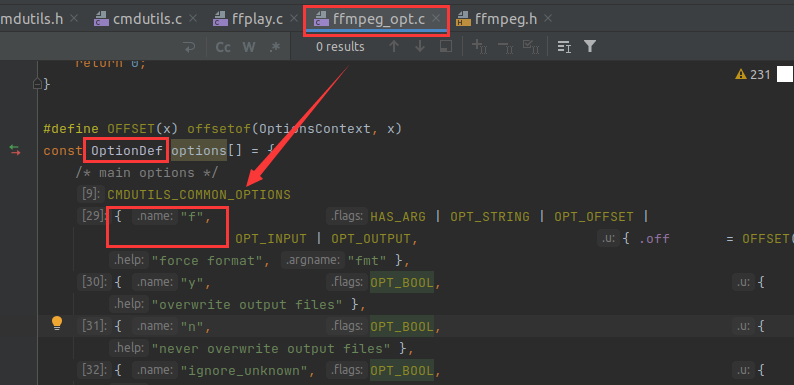 cmdutils.h × cmdutils.c × ffplay.c × ffmpeg_opt.c × ffmpeg.h ×
Cc W .* 0 results
return 0; 231
}
#define OFFSET(x) offsetof(OptionsContext, x)
const OptionDef options[] = {
/* main options */
[9]: CMDUTILS_COMMON_OPTIONS
[29]: { .name: "f", .flags: HAS_ARG | OPT_STRING | OPT_OFFSET |
OPT_INPUT | OPT_OUTPUT, .u: { .off = OFFSET(
.help: "force format", .argname: "fmt" },
[30]: { .name: "y", .flags: OPT_BOOL, .u: {
.help: "overwrite output files" },
[31]: { .name: "n", .flags: OPT_BOOL, .u: {
.help: "never overwrite output files" },
[32]: { .name: "ignore_unknown", .flags: OPT_BOOL, .u: {